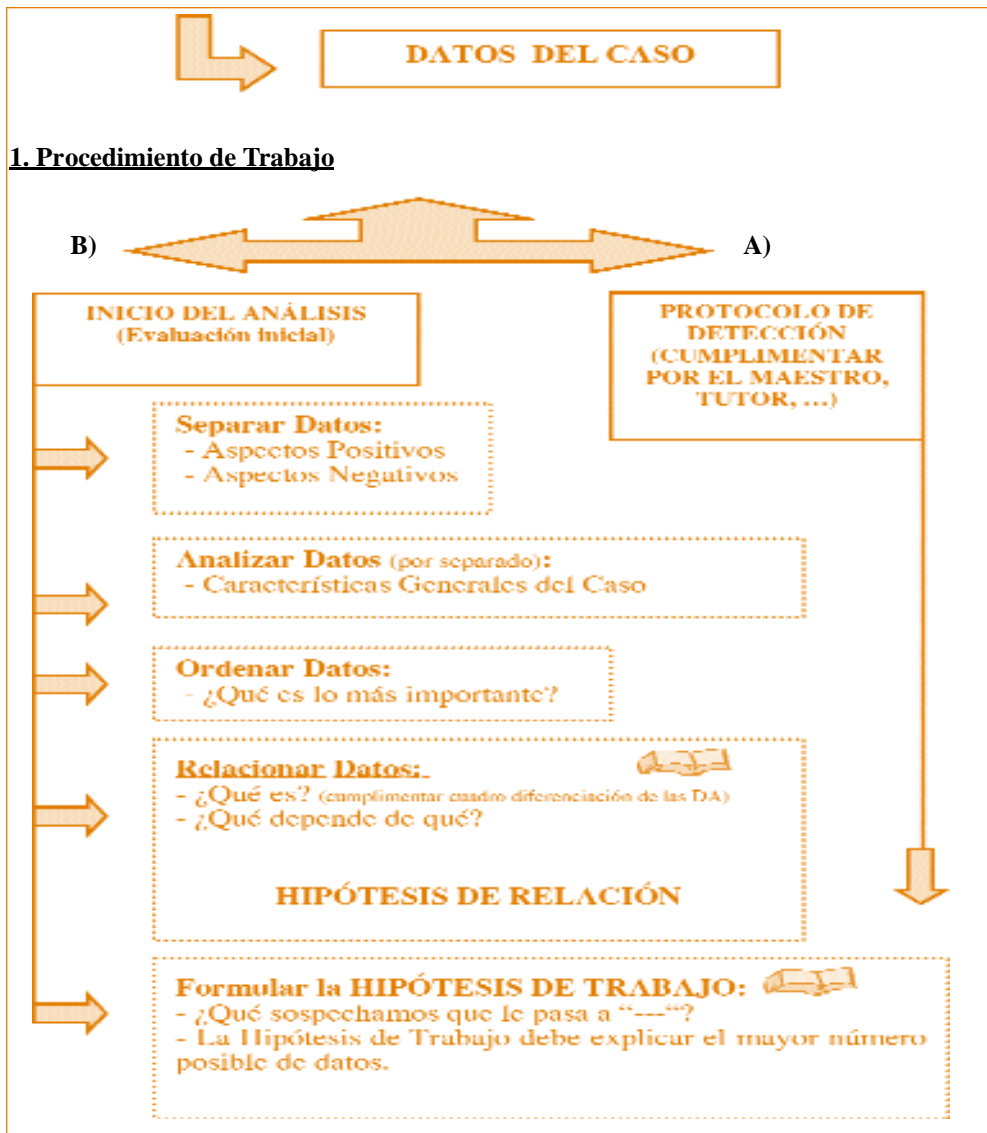 DATOS DEL CASO
1. Procedimiento de Trabajo
B)
A)
INICIO DEL ANÁLISIS
(Evaluación inicial)
PROTOCOLO DE
DETECCIÓN
(CUMPLIMENTAR
POR EL MAESTRO,
TUTOR, ...)
Separar Datos:
- Aspectos Positivos
- Aspectos Negativos
Analizar Datos (por separado):
- Características Generales del Caso
Ordenar Datos:
- ¿Qué es lo más importante?
Relacionar Datos:
- ¿Qué es? (cumplimentar cuadro diferenciación de las DA)
- ¿Qué depende de qué?
HIPÓTESIS DE RELACIÓN
Formular la HIPÓTESIS DE TRABAJO:
- ¿Qué sospechamos que le pasa a “---“?
- La Hipótesis de Trabajo debe explicar el mayor número
posible de datos.